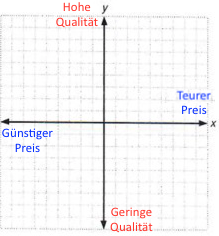 Hohe
Qualität
y
Teurer
Preis
x
Günstiger
Preis
Geringe
Qualität